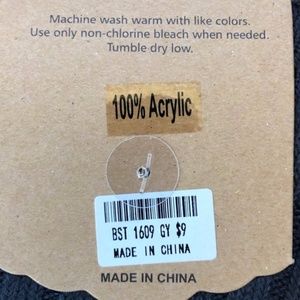 Machine wash warm with like colors.
Use only non-chlorine bleach when needed.
Tumble dry low.
100% Acrylic
BST 1609 GY $9
MADE IN CHINA
MADE IN CHINA